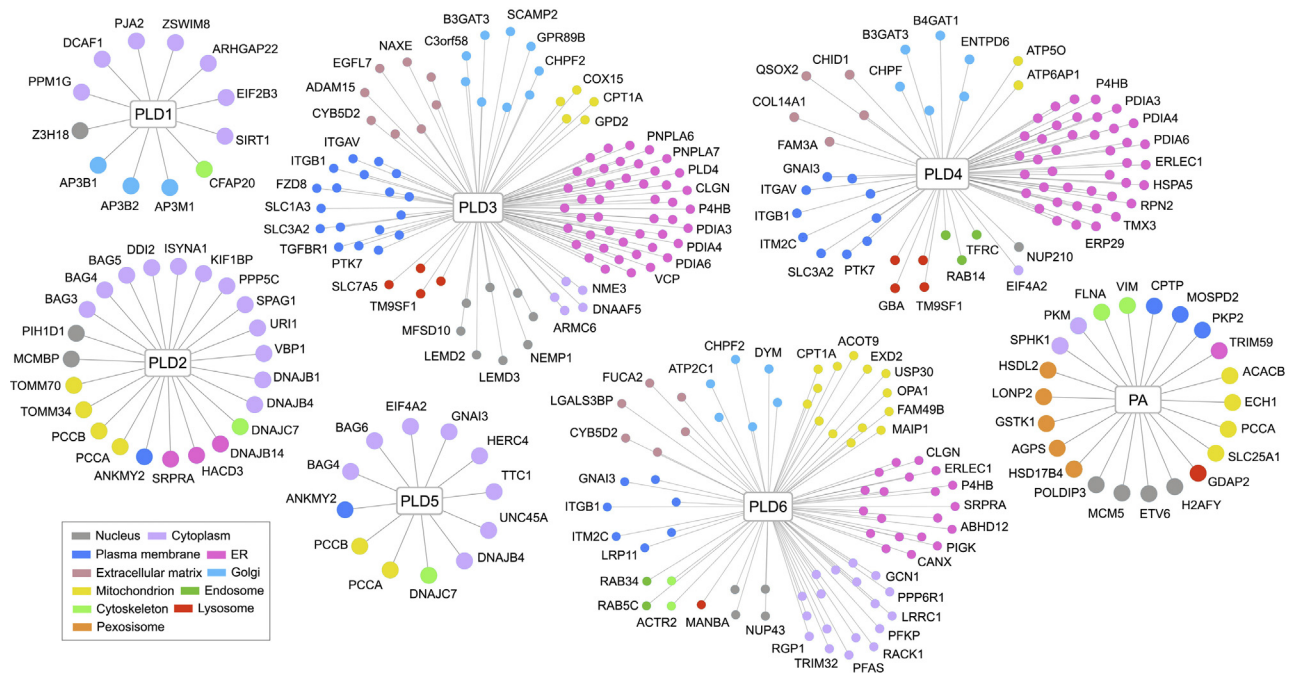 PJA2
ZSWIM8
DCAF1
ARHGAP22
PPM1G
EIF2B3
PLD1
Z3H18
SIRT1
AP3B1
CFAP20
AP3B2
AP3M1
B3GAT3
SCAMP2
C3orf58
GPR89B
NAXE
CHPF2
EGFL7
COX15
ADAM15
CPT1A
CYB5D2
GPD2
ITGAV
PNPLA6
ITGB1
PNPLA7
FZD8
PLD4
CLGN
SLC1A3
PLD3
P4HB
SLC3A2
PDIA3
TGFBR1
PDIA4
PTK7
PDIA6
VCP
SLC7A5
NME3
TM9SF1
DNAAF5
MFSD10
ARMC6
LEMD2
NEMP1
LEMD3
B4GAT1
B3GAT3
ENTPD6
CHID1
ATP5O
QSOX2
CHPF
ATP6AP1
COL14A1
P4HB
PDIA3
PDIA4
FAM3A
PDIA6
GNAI3
ERLEC1
PLD4
ITGAV
HSPA5
ITGB1
RPN2
ITM2C
TMX3
SLC3A2
ERP29
PTK7
TFRC
NUP210
RAB14
GBA
TM9SF1
EIF4A2
DDI2
ISYNA1
BAG5
KIF1BP
BAG4
PPP5C
BAG3
SPAG1
PIH1D1
URI1
MCMBP
PLD2
VBP1
TOMM70
DNAJB1
TOMM34
DNAJB4
PCCB
DNAJC7
PCCA
DNAJB14
ANKMY2
HACD3
SRPRA
EIF4A2
GNAI3
BAG6
HERC4
BAG4
TTC1
ANKMY2
PLD5
UNC45A
PCCB
DNAJB4
PCCA
DNAJC7
CHPF2
DYM
ACOT9
CPT1A
EXD2
FUCA2
ATP2C1
USP30
LGALS3BP
OPA1
FAM49B
CYB5D2
MAIP1
CLGN
GNAI3
ERLEC1
P4HB
ITGB1
PLD6
SRPRA
ITM2C
ABHD12
LRP11
PIGK
CANX
RAB34
GCN1
RAB5C
PPP6R1
ACTR2
MANBA
NUP43
LRRC1
RGP1
PFKP
TRIM32
RACK1
PFAS
VIM
CPTP
FLNA
MOSPD2
PKM
PKP2
SPHK1
TRIM59
HSDL2
ACACB
LONP2
PA
ECH1
GSTK1
PCCA
AGPS
SLC25A1
HSD17B4
GDAP2
POLDIP3
H2AFY
MCM5
ETV6
Nucleus Cytoplasm
Plasma membrane ER
Extracellular matrix Golgi
Mitochondrion Endosome
Cytoskeleton Lysosome
Pexosisome